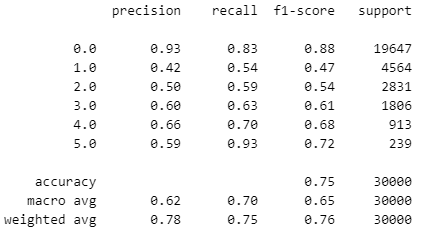 precision recall f1-score support
0.0 0.93 0.83 0.88 19647
1.0 0.42 0.54 0.47 4564
2.0 0.50 0.59 0.54 2831
3.0 0.60 0.63 0.61 1806
4.0 0.66 0.70 0.68 913
5.0 0.59 0.93 0.72 239
accuracy 0.75 30000
macro avg 0.62 0.70 0.65 30000
weighted avg 0.78 0.75 0.76 30000